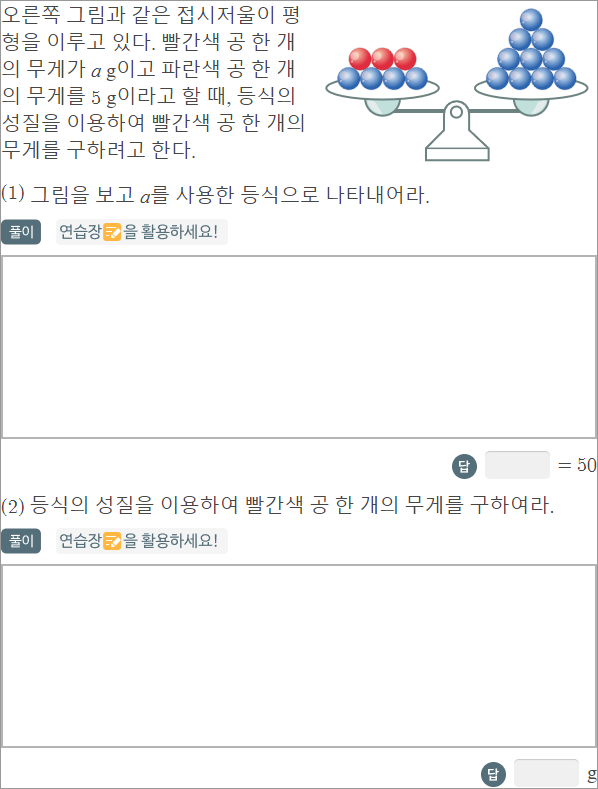 오른쪽 그림과 같은 접시저울이 평
형을 이루고 있다. 빨간색 공 한 개
의 무게가 a g이고 파란색 공 한 개
의 무게를 5 g이라고 할 때, 등식의
성질을 이용하여 빨간색 공 한 개의
무게를 구하려고 한다.
(1) 그림을 보고 a를 사용한 등식으로 나타내어라.
풀이 연습장을 활용하세요!
답 = 50
(2) 등식의 성질을 이용하여 빨간색 공 한 개의 무게를 구하여라.
풀이 연습장을 활용하세요!
답 g